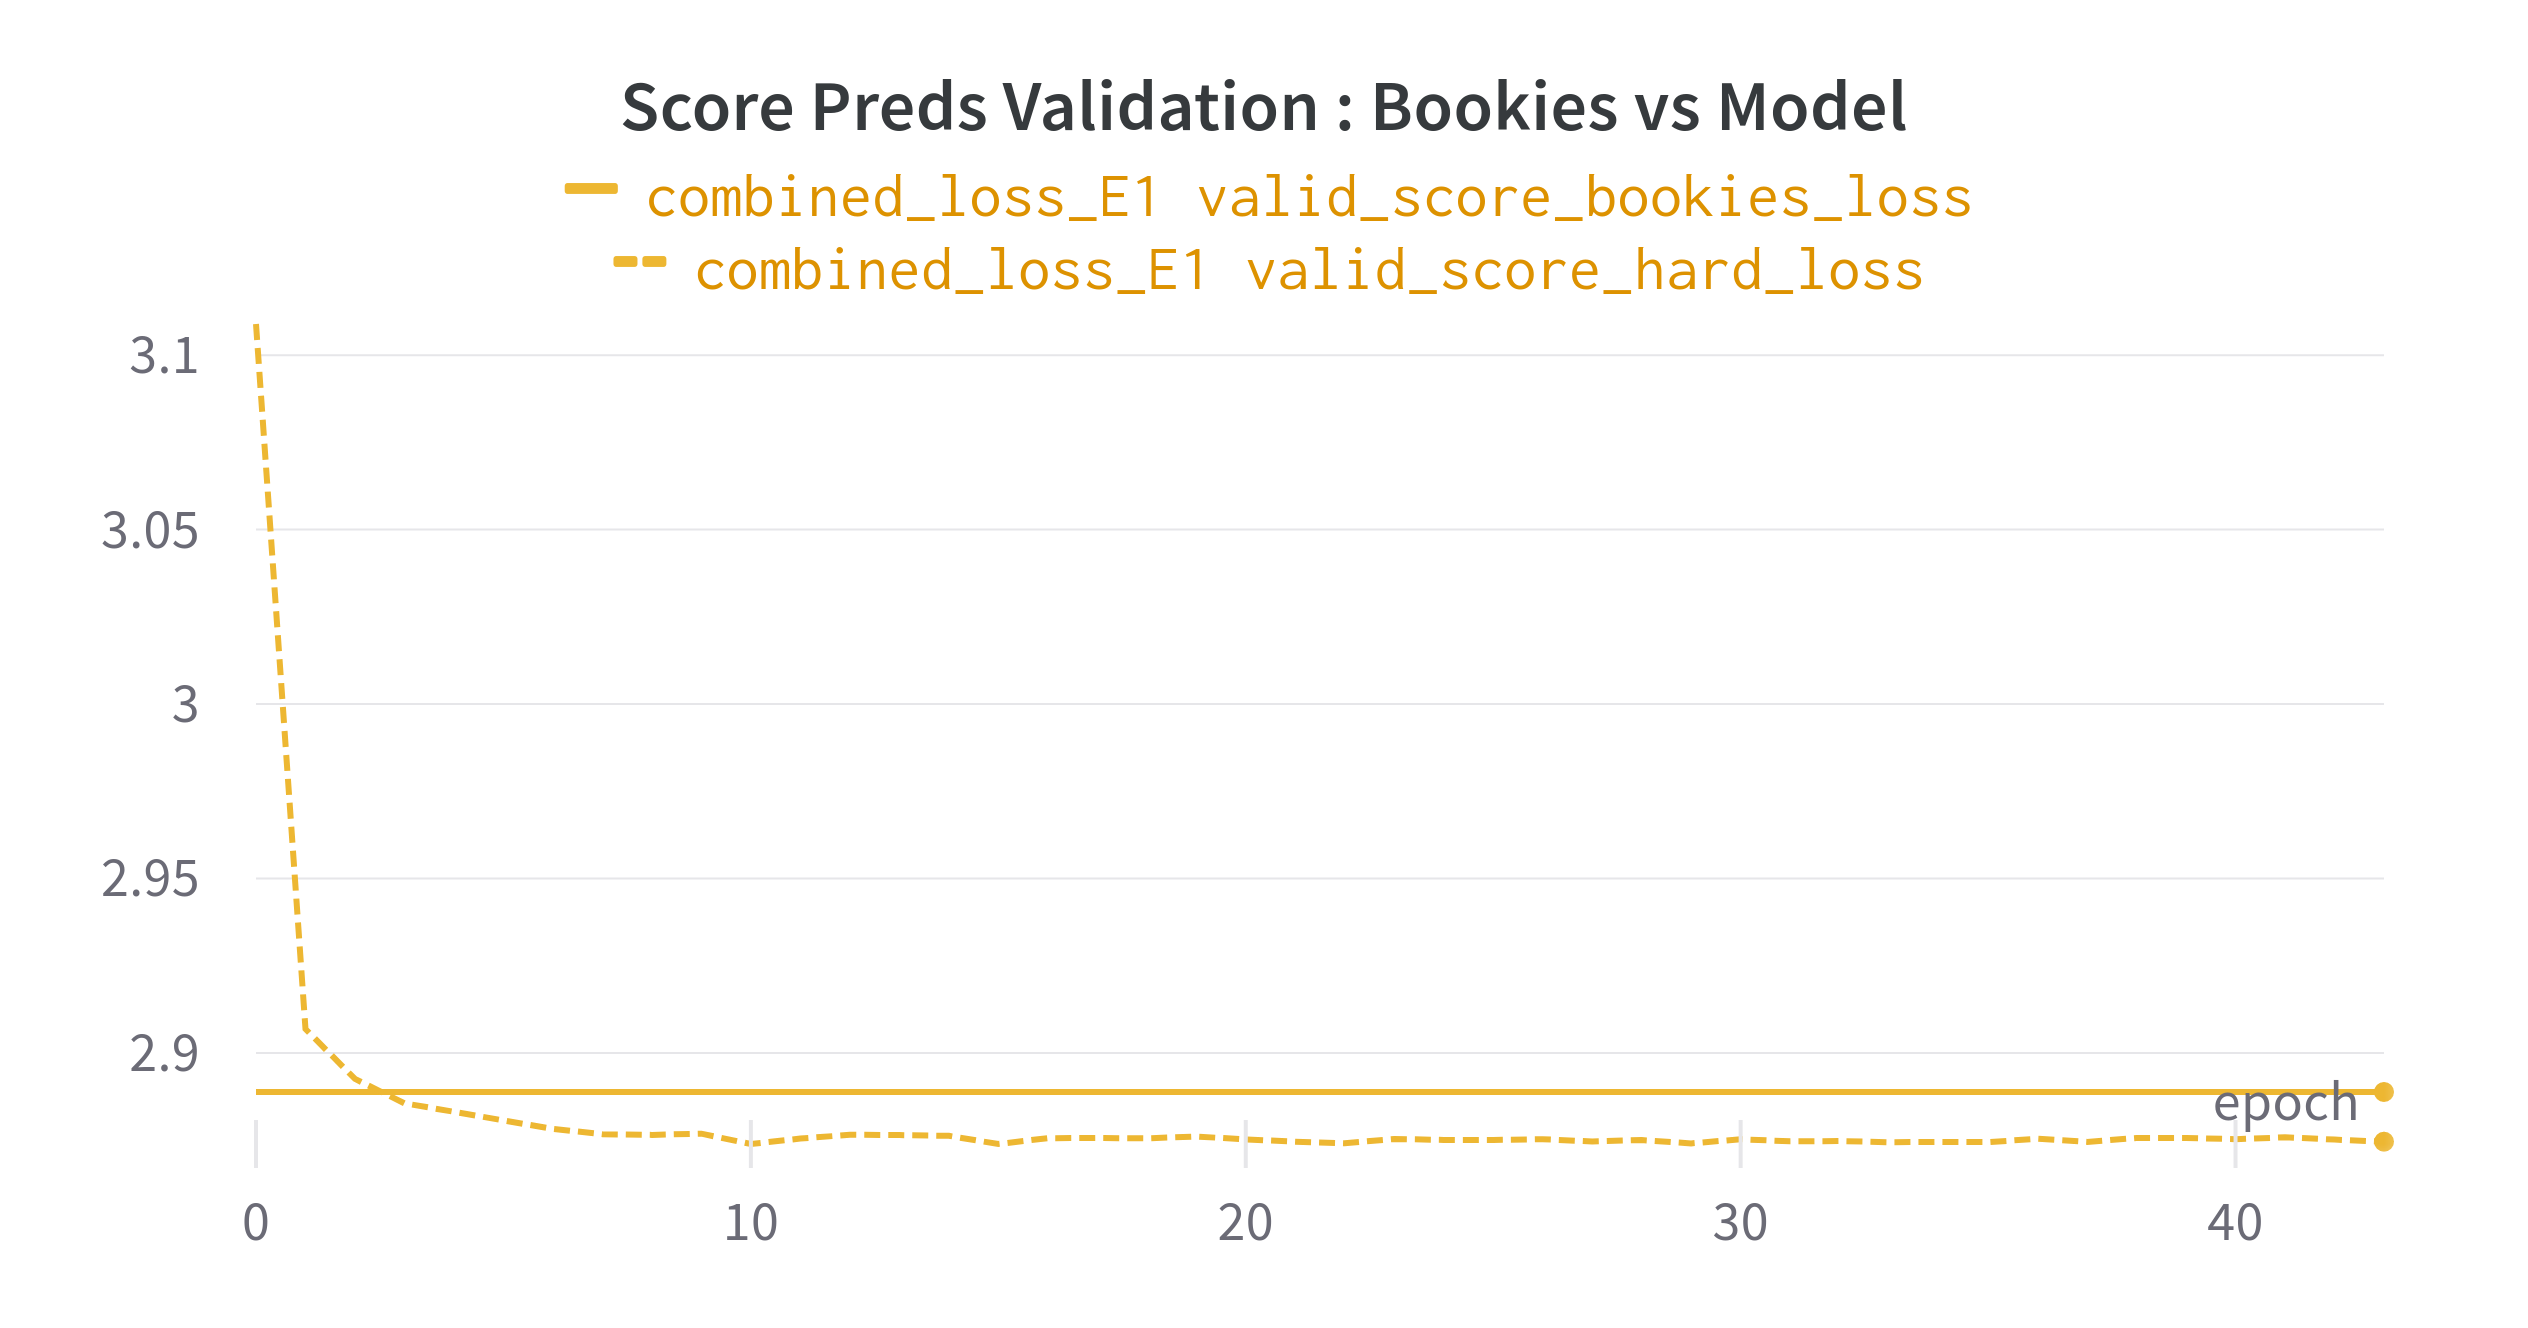 Score Preds Validation : Bookies vs Model
combined_loss_E1 valid_score_bookies_loss
combined_loss_E1 valid_score_hard_loss
3.1
3.05
3
2.95
2.9
epoch
0 10 20 30 40